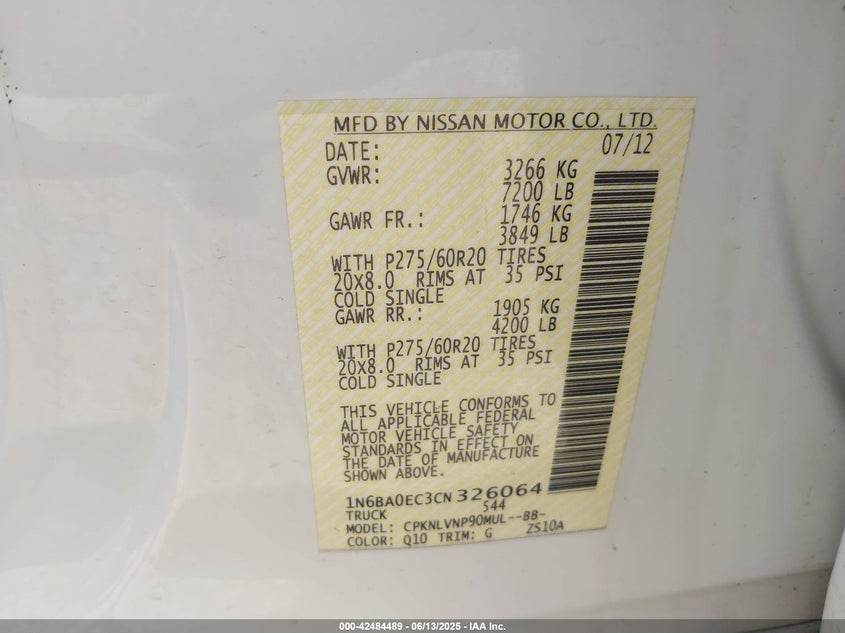 MFD BY NISSAN MOTOR CO., LTD.
DATE: 07/12
GVWR: 3266 KG
7200 LB
GAWR FR.: 1746 KG
3849 LB
WITH P275/60R20 TIRES
20X8.0 RIMS AT 35 PSI
COLD SINGLE
GAWR RR.: 1905 KG
4200 LB
WITH P275/60R20 TIRES
20X8.0 RIMS AT 35 PSI
COLD SINGLE
THIS VEHICLE CONFORMS TO
ALL APPLICABLE FEDERAL
MOTOR VEHICLE SAFETY
STANDARDS IN EFFECT ON
THE DATE OF MANUFACTURE
SHOWN ABOVE.
1N6BA0EC3CN326064
TRUCK 544
MODEL: CPKNLVNP90MUL--BB-
COLOR: Q10 TRIM: G ZS10A
000-42484489 - 06/13/2025 - IAA Inc.